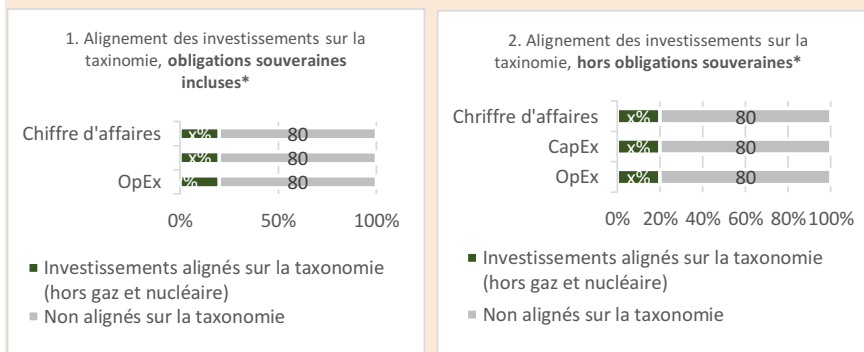 1. Alignement des investissements sur la
taxinomie, obligations souveraines
incluses*
Chiffre d'affaires
x%
80
x%
80
OpEx
%
80
0%
50%
100%
Investissements alignés sur la taxonomie
(hors gaz et nucléaire)
Non alignés sur la taxonomie
2. Alignement des investissements sur la
taxinomie, hors obligations souveraines*
Chriffre d'affaires
x%
80
CapEx
x%
80
OpEx
x%
80
0% 20% 40% 60% 80% 100%
Investissements alignés sur la taxonomie
(hors gaz et nucléaire)
Non alignés sur la taxonomie